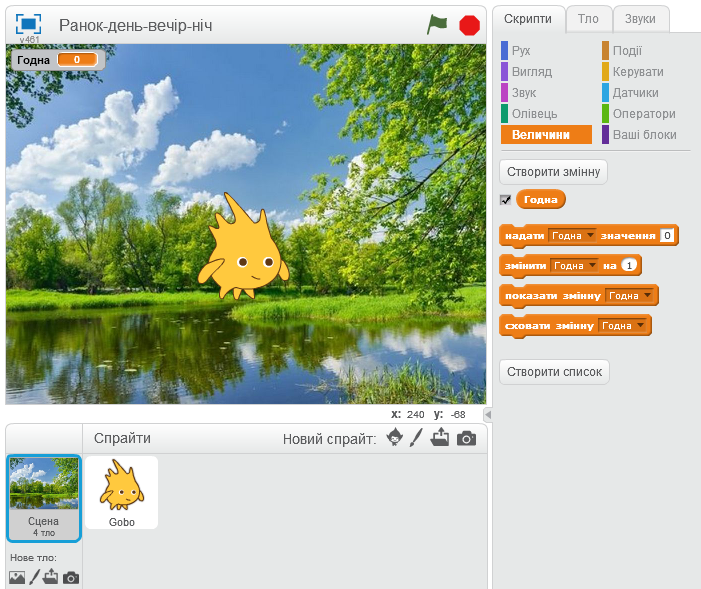 v461
Ранок-день-вечір-ніч
Годна 0
x: 240 y: -68
Спрайти
Новий спрайт:
Сцена
4 тло
Gobo
Нове тло:
Скрипти
Тло
Звуки
Рух
Події
Вигляд
Керувати
Звук
Датчики
Олівець
Оператори
Величини
Ваші блоки
Створити змінну
Годна
надати Годна значення 0
змінити Годна на 1
показати змінну Годна
сховати змінну Годна
Створити список